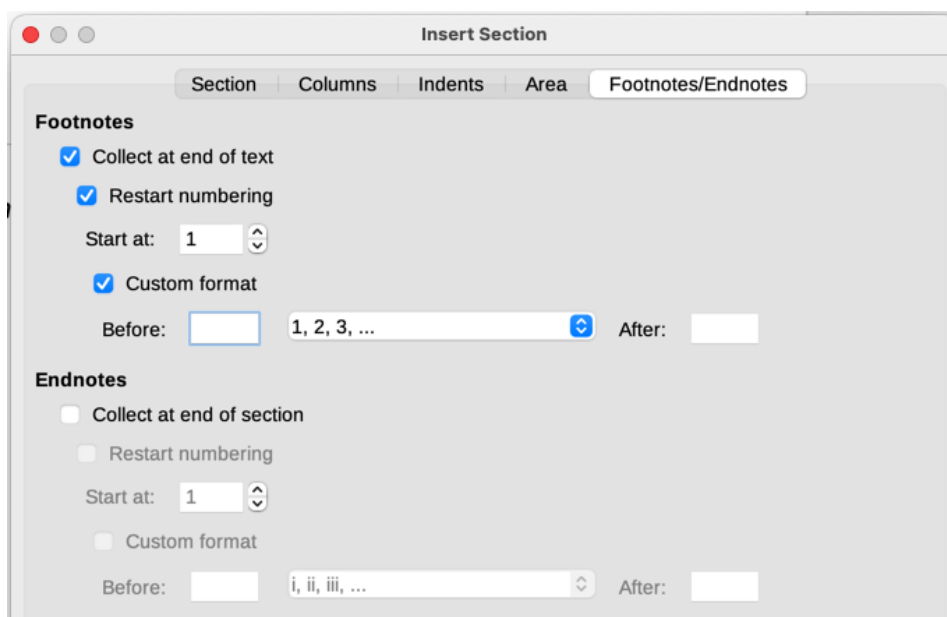 Insert Section
Section Columns Indents Area Footnotes/Endnotes
Footnotes
Collect at end of text
Restart numbering
Start at: 1
Custom format
Before: 1, 2, 3, ... After:
Endnotes
Collect at end of section
Restart numbering
Start at: 1
Custom format
Before: i, ii, iii, ... After: